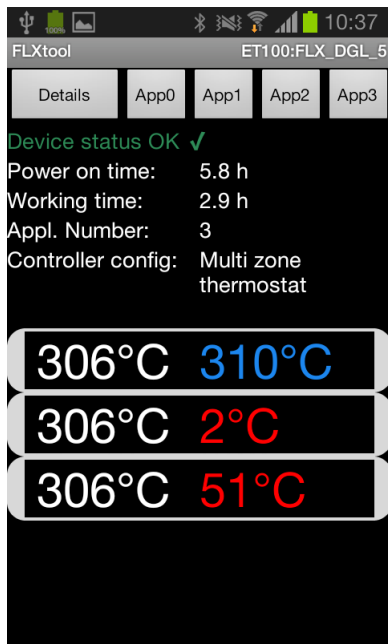 100%
10:37
FLXtool ET100:FLX_DGL_5
Details App0 App1 App2 App3
Device status OK ✓
Power on time: 5.8 h
Working time: 2.9 h
Appl. Number: 3
Controller config: Multi zone
thermostat
306°C 310°C
306°C 2°C
306°C 51°C